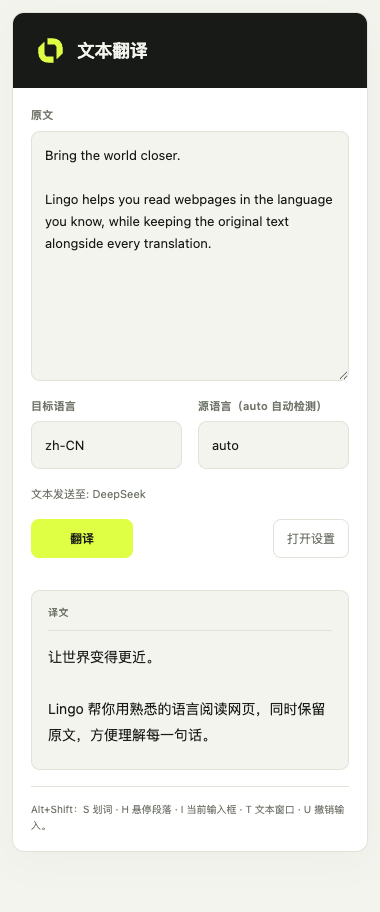 文本翻译
原文
Bring the world closer.
Lingo helps you read webpages in the language
you know, while keeping the original text
alongside every translation.
目标语言
源语言（auto 自动检测）
zh-CN
auto
文本发送至: DeepSeek
翻译
打开设置
译文
让世界变得更近。
Lingo 帮你用熟悉的语言阅读网页，同时保留
原文，方便理解每一句话。
Alt+Shift：S 划词 · H 悬停段落 · I 当前输入框 · T 文本窗口 · U 撤销输
入。